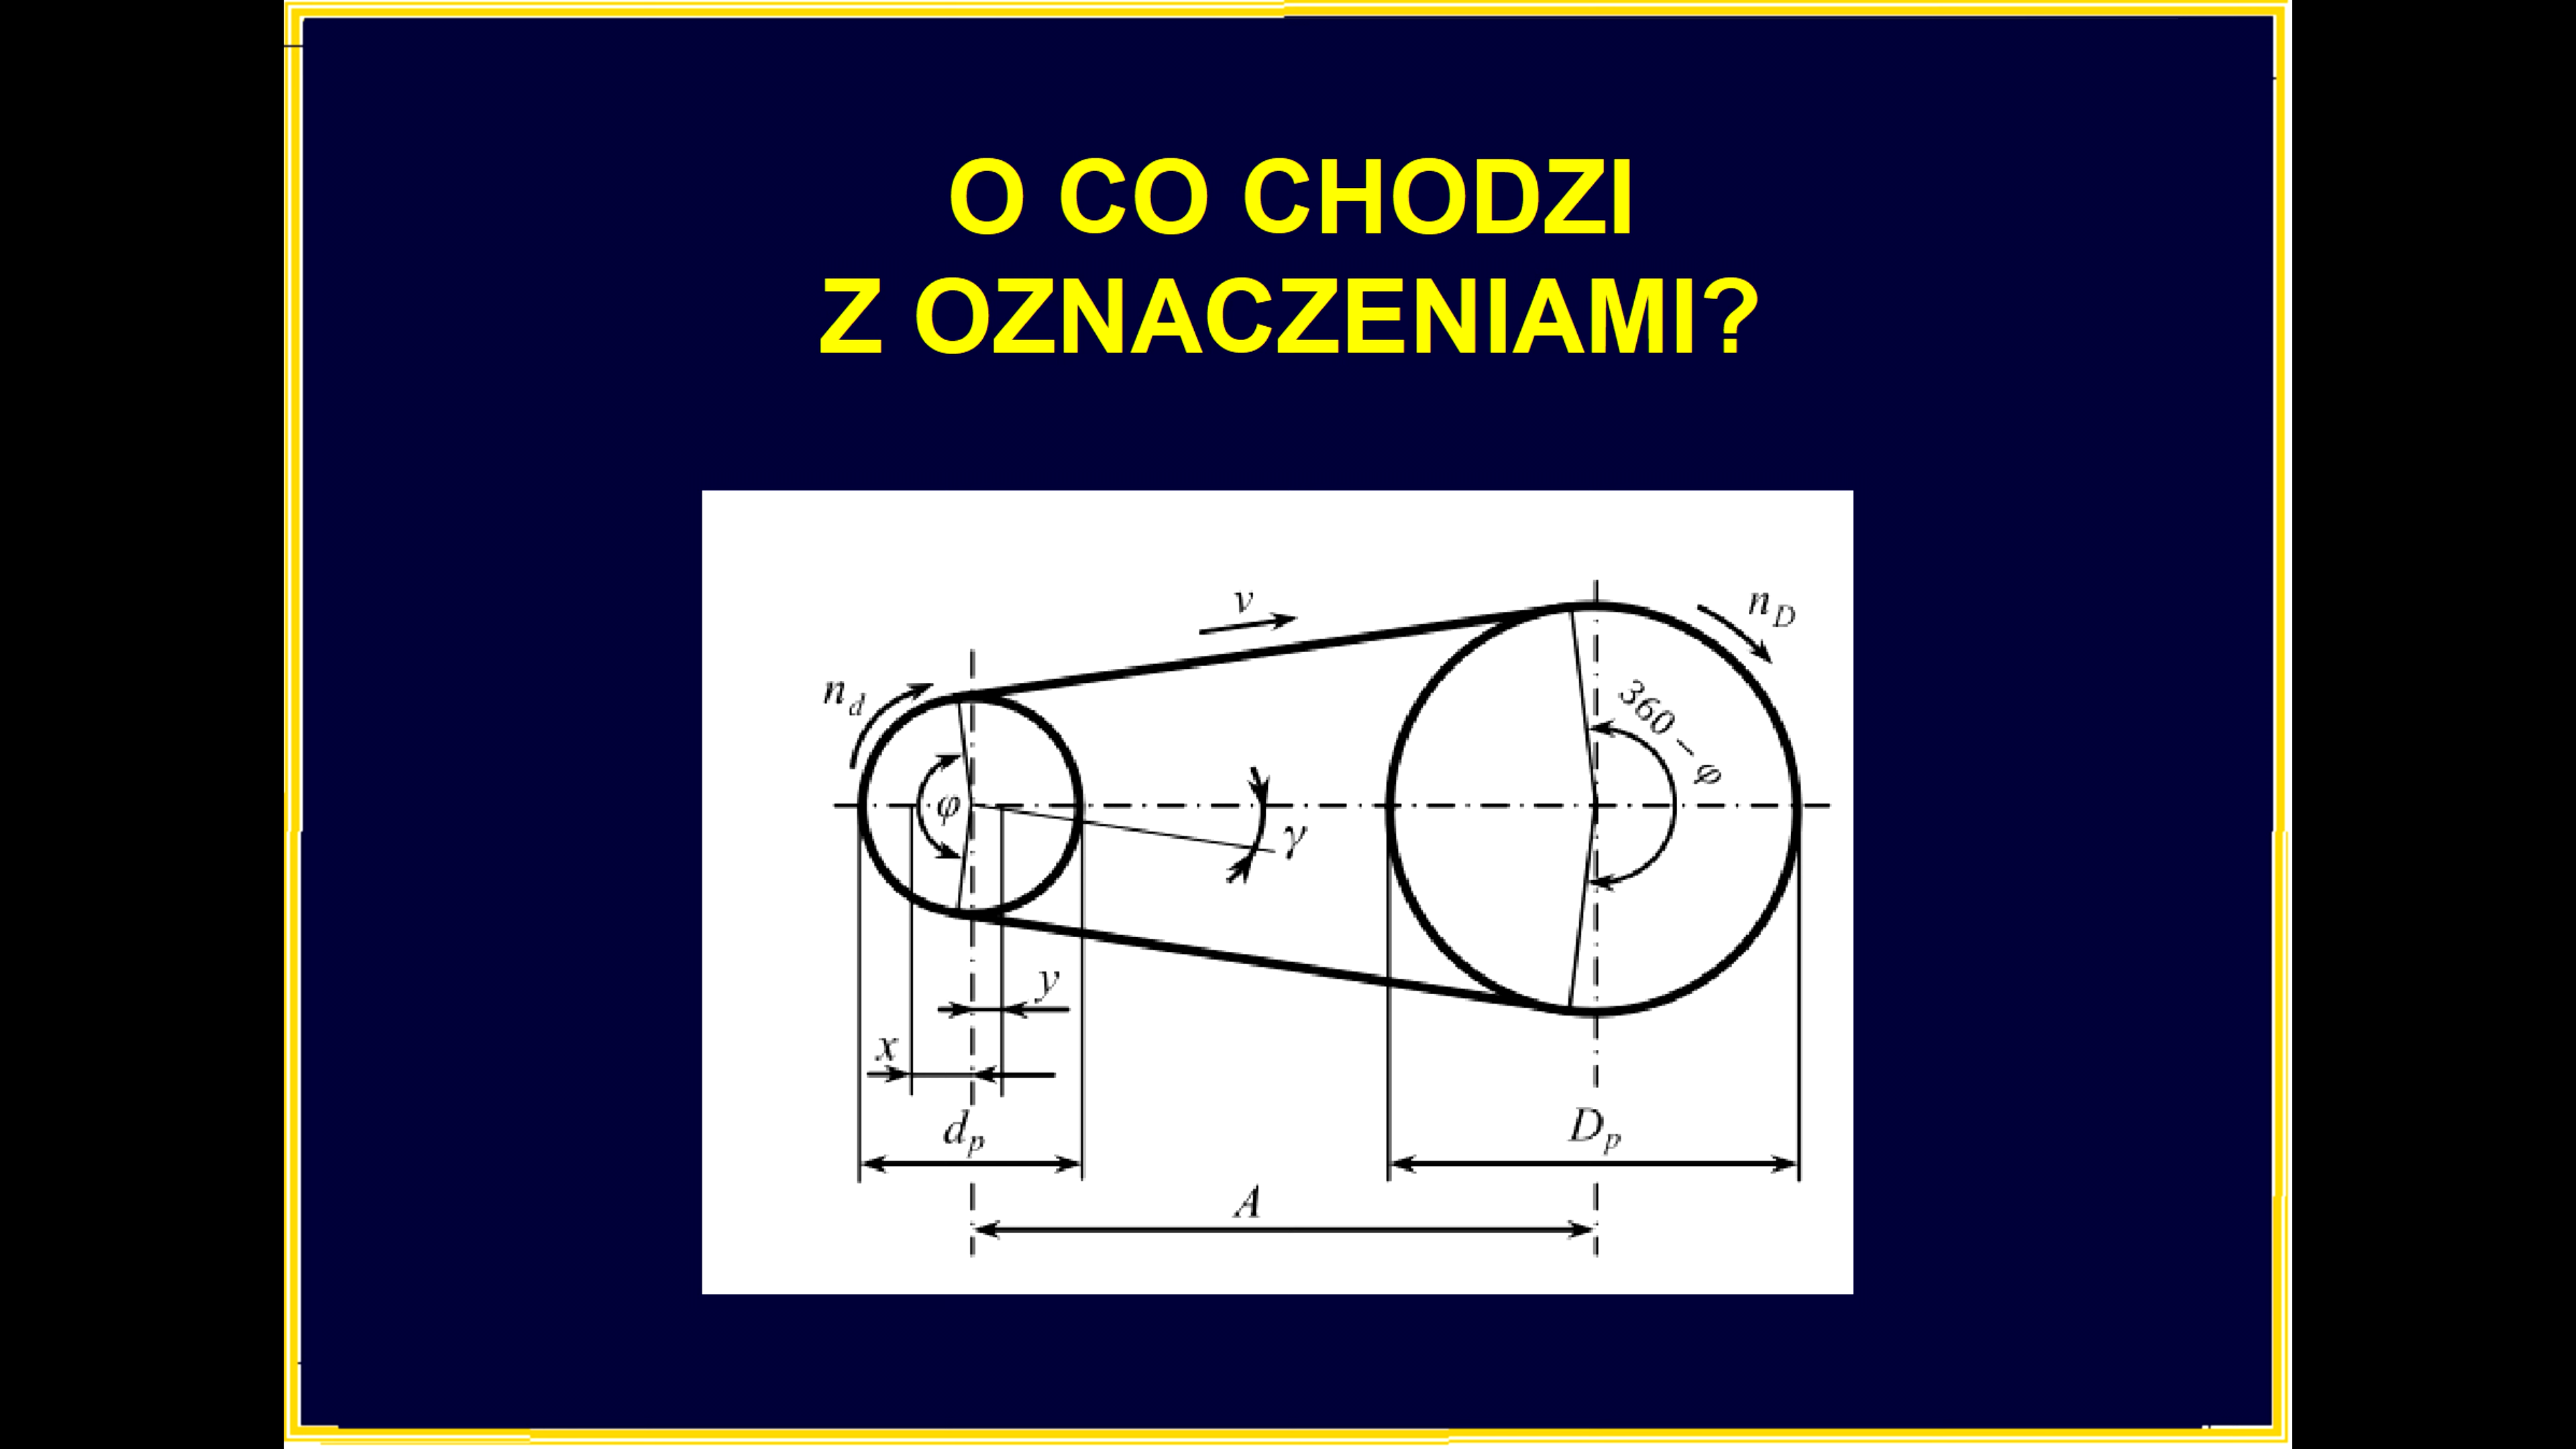 O CO CHODZI
Z OZNACZENIAMI?
v
n_D
n_d
360 – φ
φ
γ
y
x
d_p
D_p
A